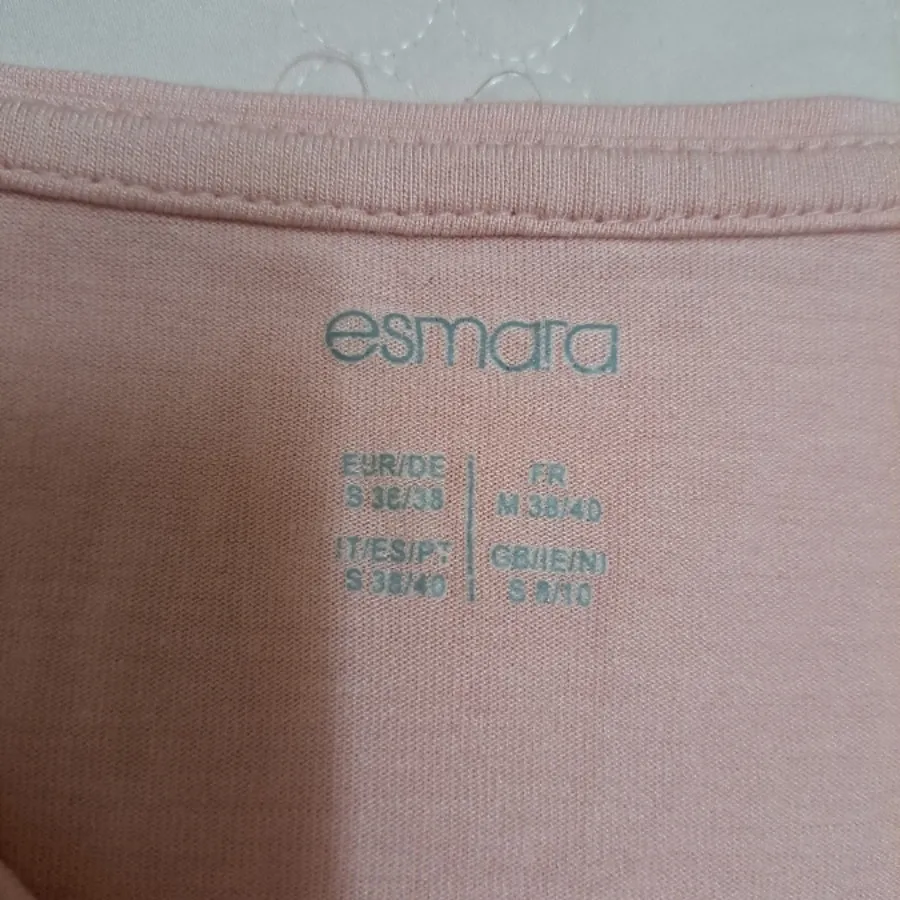 esmara
EUR/DE
S 36/38
FR
M 38/40
IT/ES/PT
S 38/40
GB/IE/NI
S 8/10